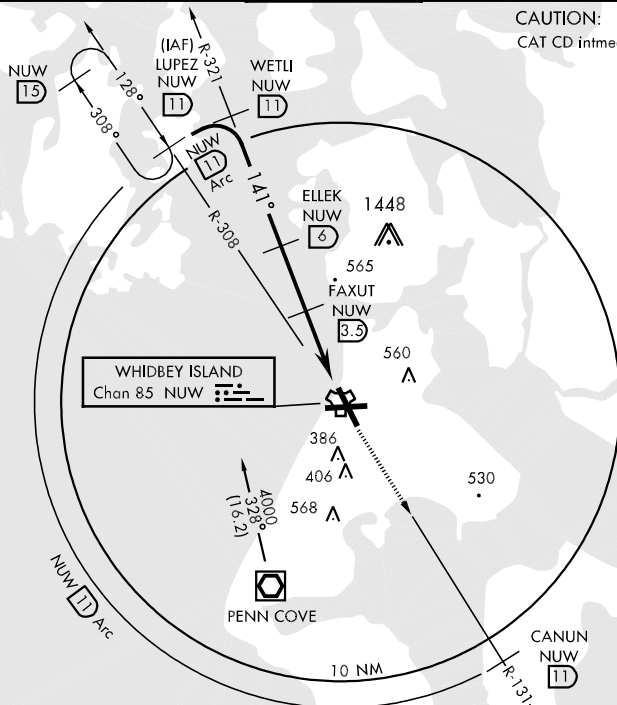 CAUTION:
CAT CD intmed
(IAF)
LUPEZ
NUW
11
R-321
WETLI
NUW
11
NUW
15
128°
308°
NUW
11
Arc
R-308
141°
ELLEK
NUW
6
1448
565
FAXUT
NUW
3.5
560
WHIDBEY ISLAND
Chan 85 NUW
386
406
568
530
4000
328°
(16.2)
PENN COVE
NUW 11 Arc
10 NM
CANUN
NUW
11
R-131